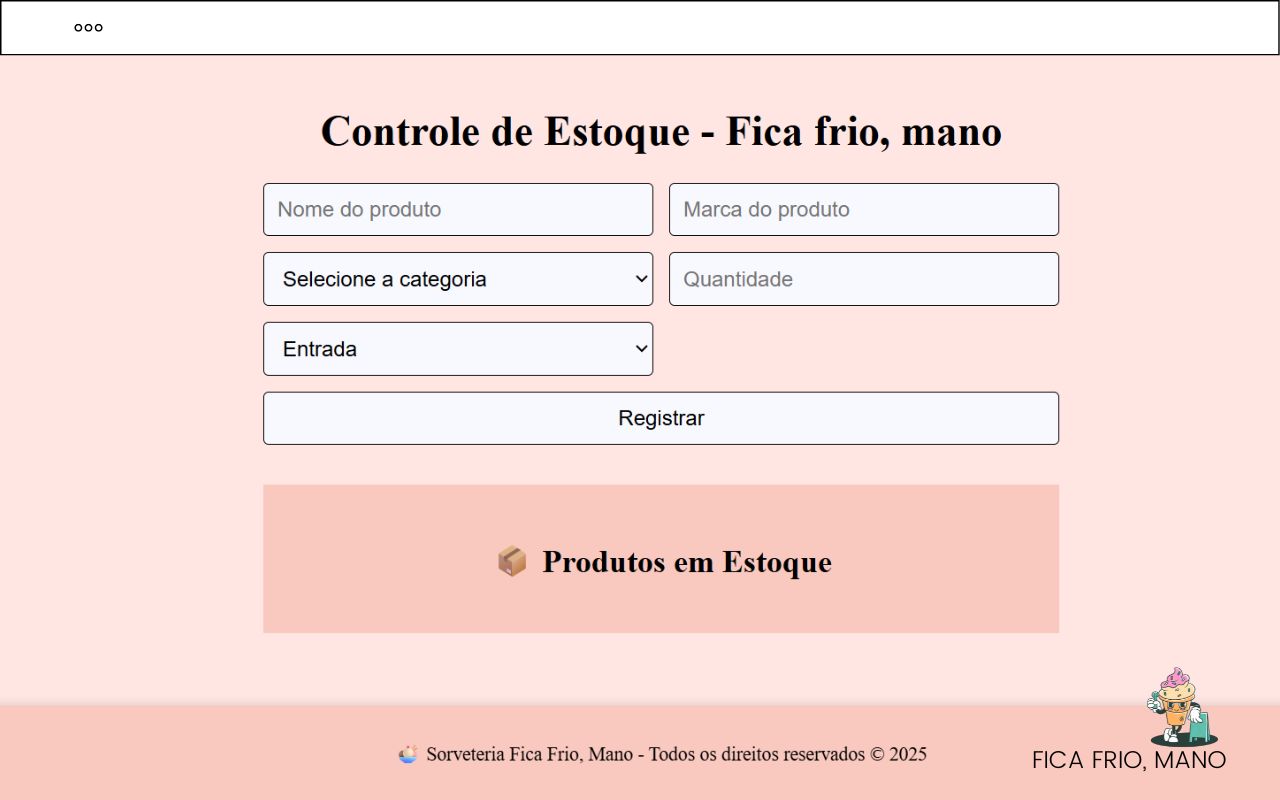 Controle de Estoque - Fica frio, mano
Nome do produto
Marca do produto
Selecione a categoria
Quantidade
Entrada
Registrar
📦 Produtos em Estoque
🍨 Sorveteria Fica Frio, Mano - Todos os direitos reservados © 2025
FICA FRIO, MANO